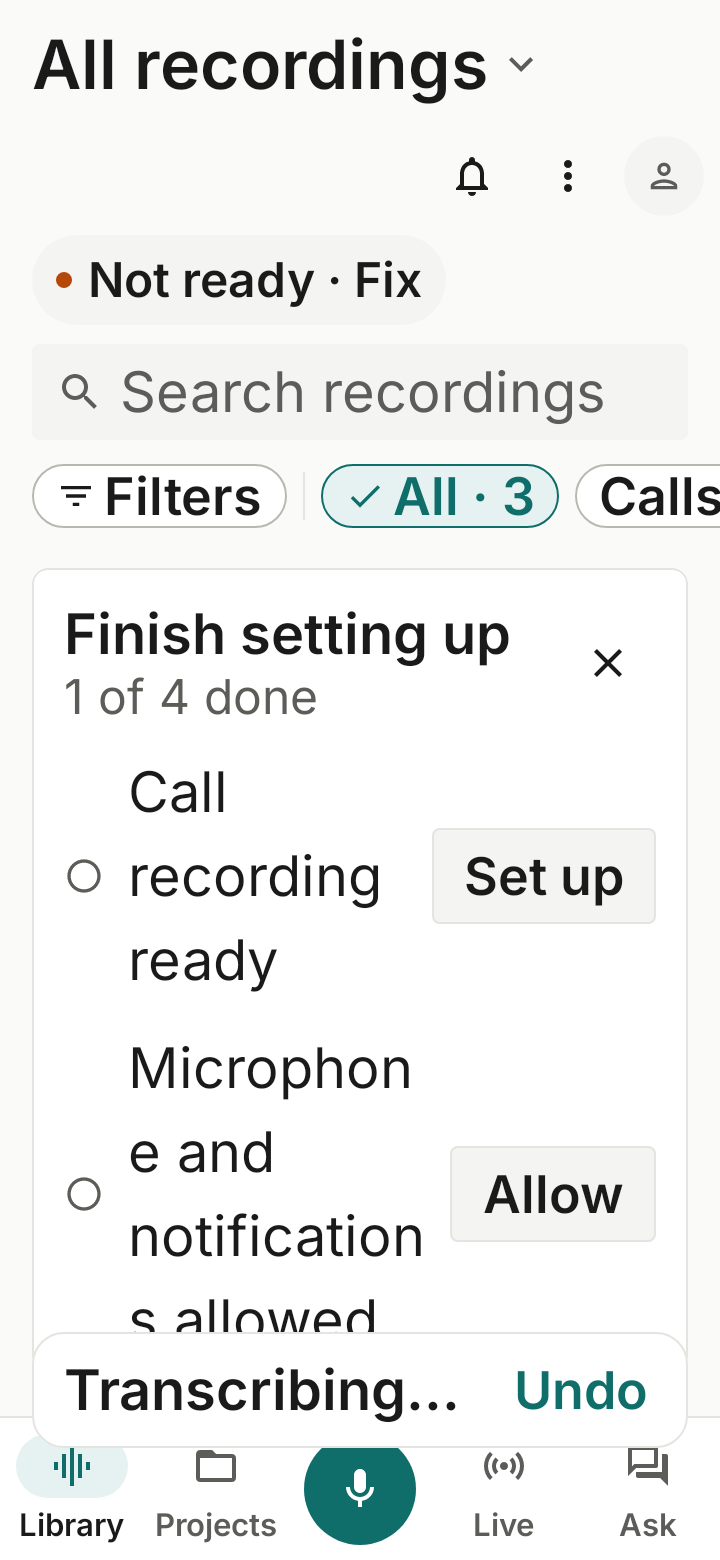 All recordings
Not ready · Fix
Search recordings
Filters
All · 3
Calls
Finish setting up
1 of 4 done
Call
recording
ready
Set up
Microphon
e and
notification
s allowed
Allow
Transcribing...
Undo
Library
Projects
Live
Ask